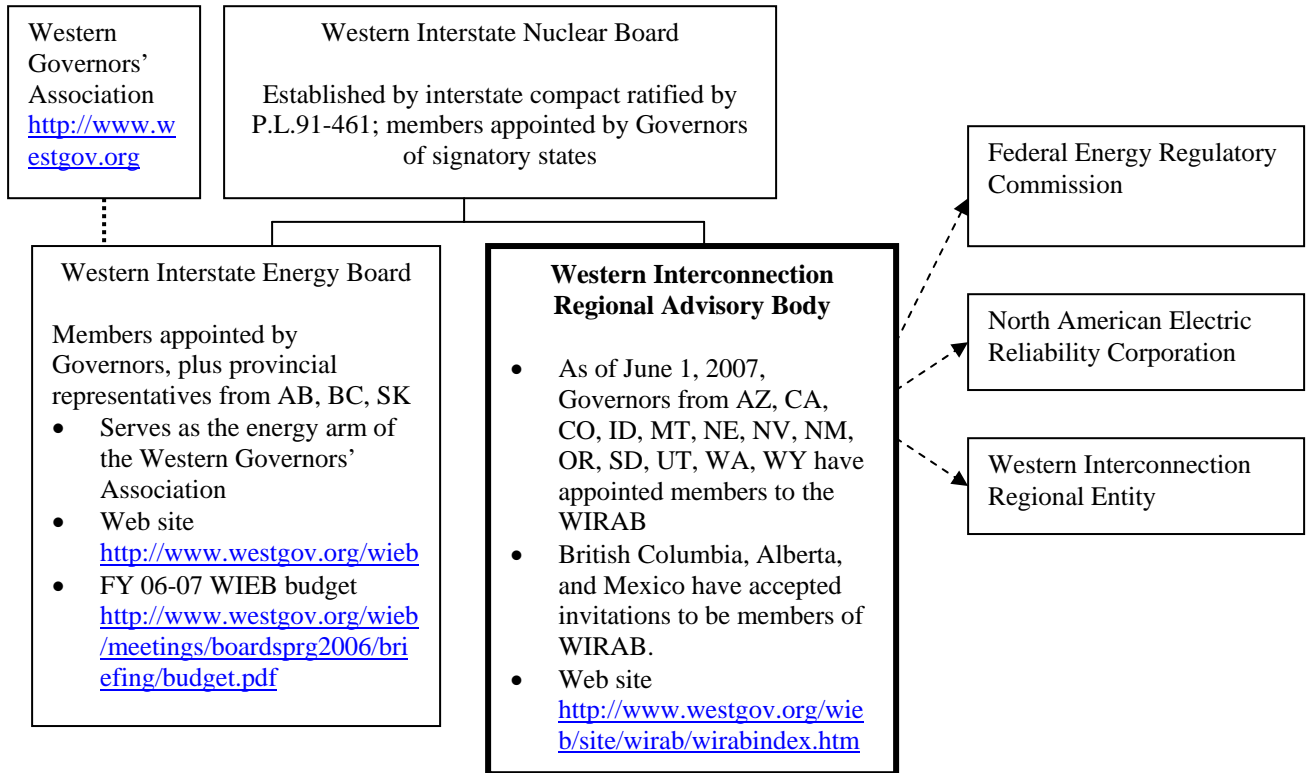 Western
Governors’
Association
http://www.w
estgov.org
Western Interstate Nuclear Board
Established by interstate compact ratified by
P.L.91-461; members appointed by Governors
of signatory states
Western Interstate Energy Board
Members appointed by
Governors, plus provincial
representatives from AB, BC, SK
• Serves as the energy arm of
the Western Governors’
Association
• Web site
http://www.westgov.org/wieb
• FY 06-07 WIEB budget
http://www.westgov.org/wieb
/meetings/boardsprg2006/bri
efing/budget.pdf
Western Interconnection
Regional Advisory Body
• As of June 1, 2007,
Governors from AZ, CA,
CO, ID, MT, NE, NV, NM,
OR, SD, UT, WA, WY have
appointed members to the
WIRAB
• British Columbia, Alberta,
and Mexico have accepted
invitations to be members of
WIRAB.
• Web site
http://www.westgov.org/wie
b/site/wirab/wirabindex.htm
Federal Energy Regulatory
Commission
North American Electric
Reliability Corporation
Western Interconnection
Regional Entity